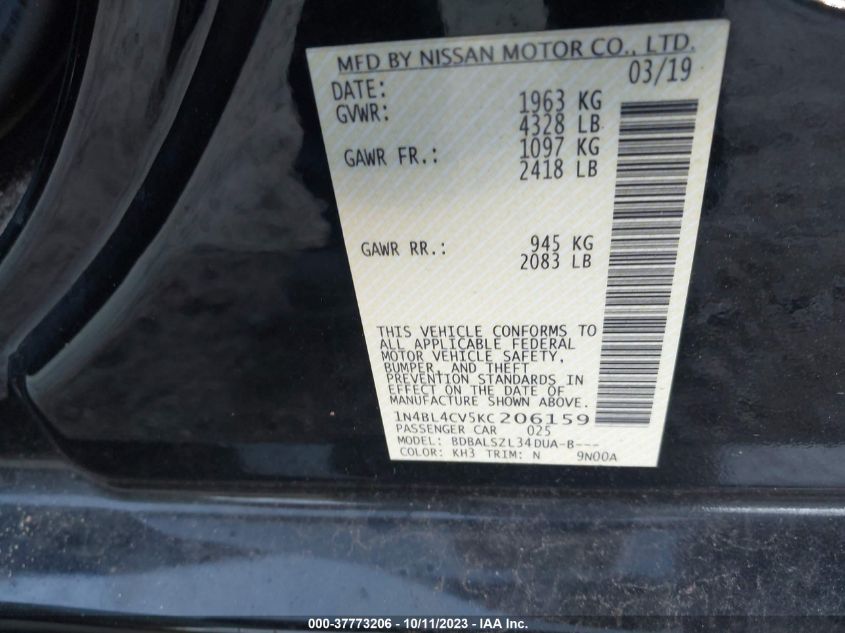 MFD BY NISSAN MOTOR CO., LTD.
DATE: 03/19
GVWR: 1963 KG
4328 LB
GAWR FR.: 1097 KG
2418 LB
GAWR RR.: 945 KG
2083 LB
THIS VEHICLE CONFORMS TO
ALL APPLICABLE FEDERAL
MOTOR VEHICLE SAFETY,
BUMPER, AND THEFT
PREVENTION STANDARDS IN
EFFECT ON THE DATE OF
MANUFACTURE SHOWN ABOVE.
1N4BL4CV5KC206159
PASSENGER CAR 025
MODEL: BDBALSZL34DUA-B---
COLOR: KH3 TRIM: N 9N00A
000-37773206 - 10/11/2023 - IAA Inc.